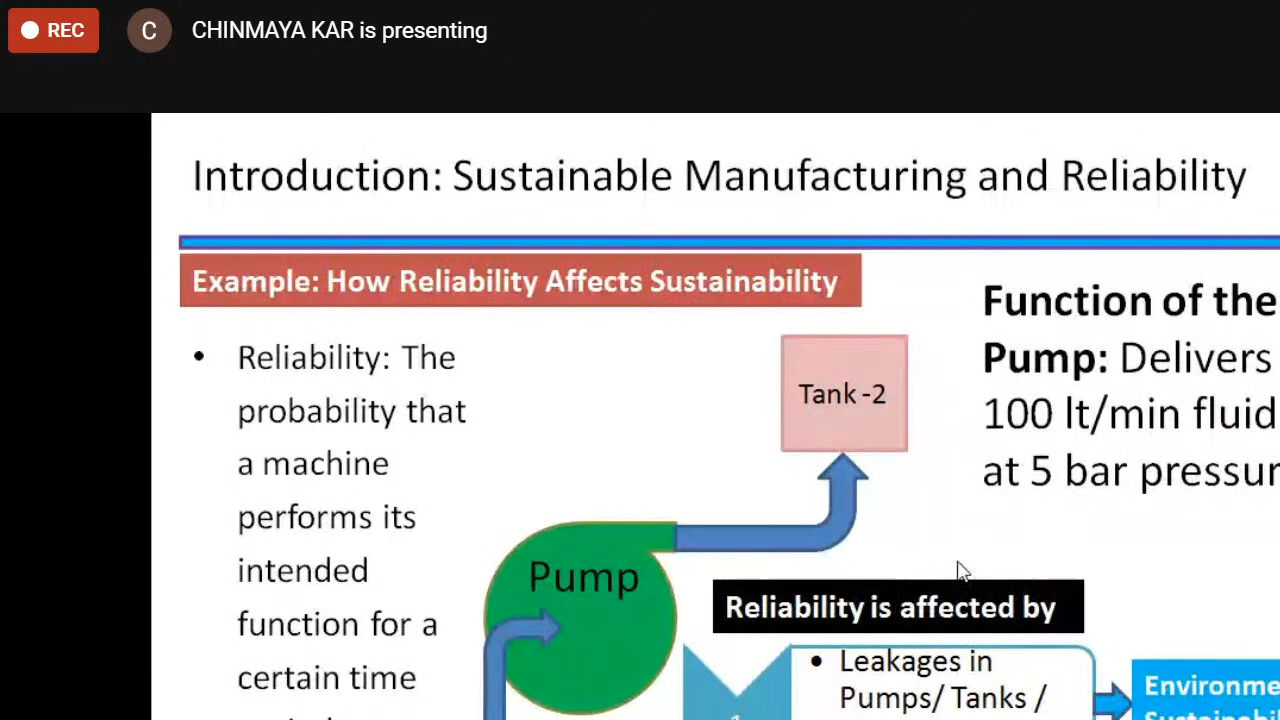 REC
C
CHINMAYA KAR is presenting
Introduction: Sustainable Manufacturing and Reliability
Example: How Reliability Affects Sustainability
• Reliability: The
probability that
a machine
performs its
intended
function for a
certain time
Tank -2
Pump
Function of the
Pump: Delivers
100 lt/min fluid
at 5 bar pressur
Reliability is affected by
• Leakages in
Pumps/ Tanks /
Environme